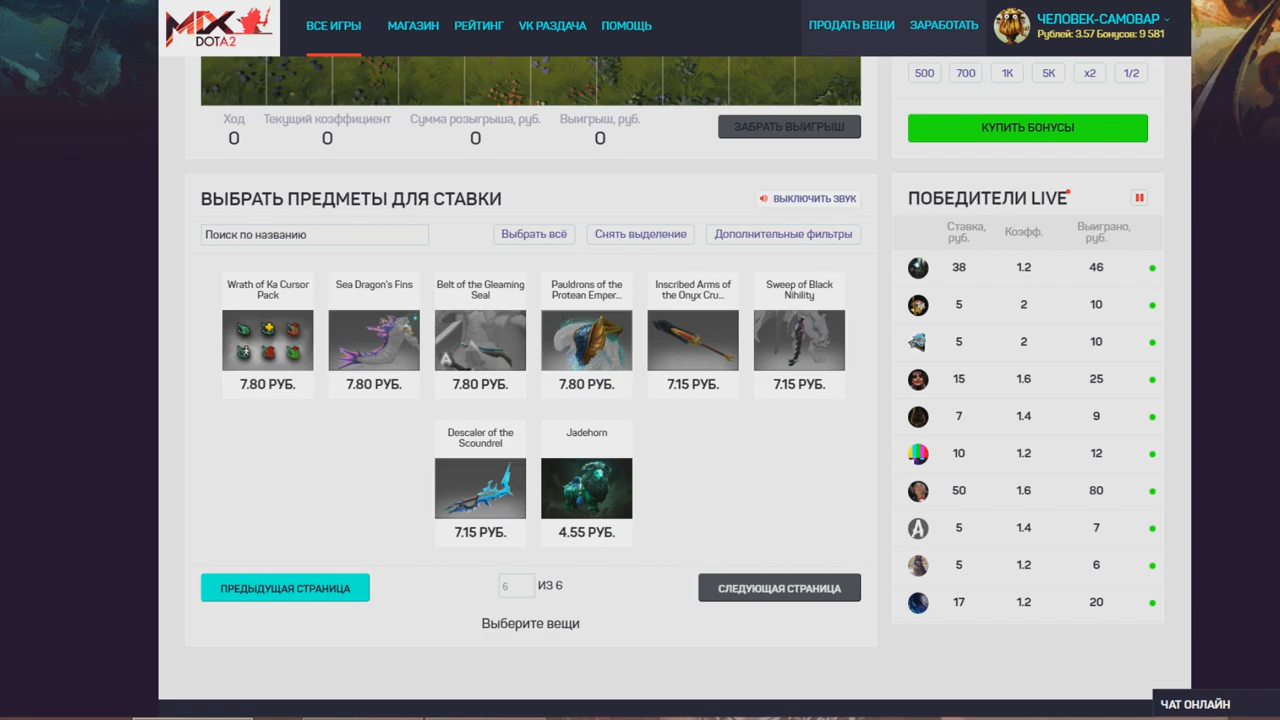 MIX
DOTA2
ВСЕ ИГРЫ
МАГАЗИН
РЕЙТИНГ
VK РАЗДАЧА
ПОМОЩЬ
ПРОДАТЬ ВЕЩИ
ЗАРАБОТАТЬ
ЧЕЛОВЕК-САМОВАР
Рублей: 3.57 Бонусов: 9 581
500
700
1K
5K
x2
1/2
Ход
Текущий коэффициент
Сумма розыгрыша, руб.
Выигрыш, руб.
0
0
0
0
ЗАБРАТЬ ВЫИГРЫШ
КУПИТЬ БОНУСЫ
ВЫБРАТЬ ПРЕДМЕТЫ ДЛЯ СТАВКИ
ВЫКЛЮЧИТЬ ЗВУК
Поиск по названию
Выбрать всё
Снять выделение
Дополнительные фильтры
Wrath of Ka Cursor
Pack
7.80 РУБ.
Sea Dragon's Fins
7.80 РУБ.
Belt of the Gleaming
Seal
7.80 РУБ.
Pauldrons of the
Protean Emper...
7.80 РУБ.
Inscribed Arms of
the Onyx Cru...
7.15 РУБ.
Sweep of Black
Nihility
7.15 РУБ.
Descaler of the
Scoundrel
7.15 РУБ.
Jadehorn
4.55 РУБ.
ПРЕДЫДУЩАЯ СТРАНИЦА
6 ИЗ 6
СЛЕДУЮЩАЯ СТРАНИЦА
Выберите вещи
ПОБЕДИТЕЛИ LIVE
Ставка,
руб.
Коэфф.
Выиграно,
руб.
38 1.2 46
5 2 10
5 2 10
15 1.6 25
7 1.4 9
10 1.2 12
50 1.6 80
5 1.4 7
5 1.2 6
17 1.2 20
ЧАТ ОНЛАЙН